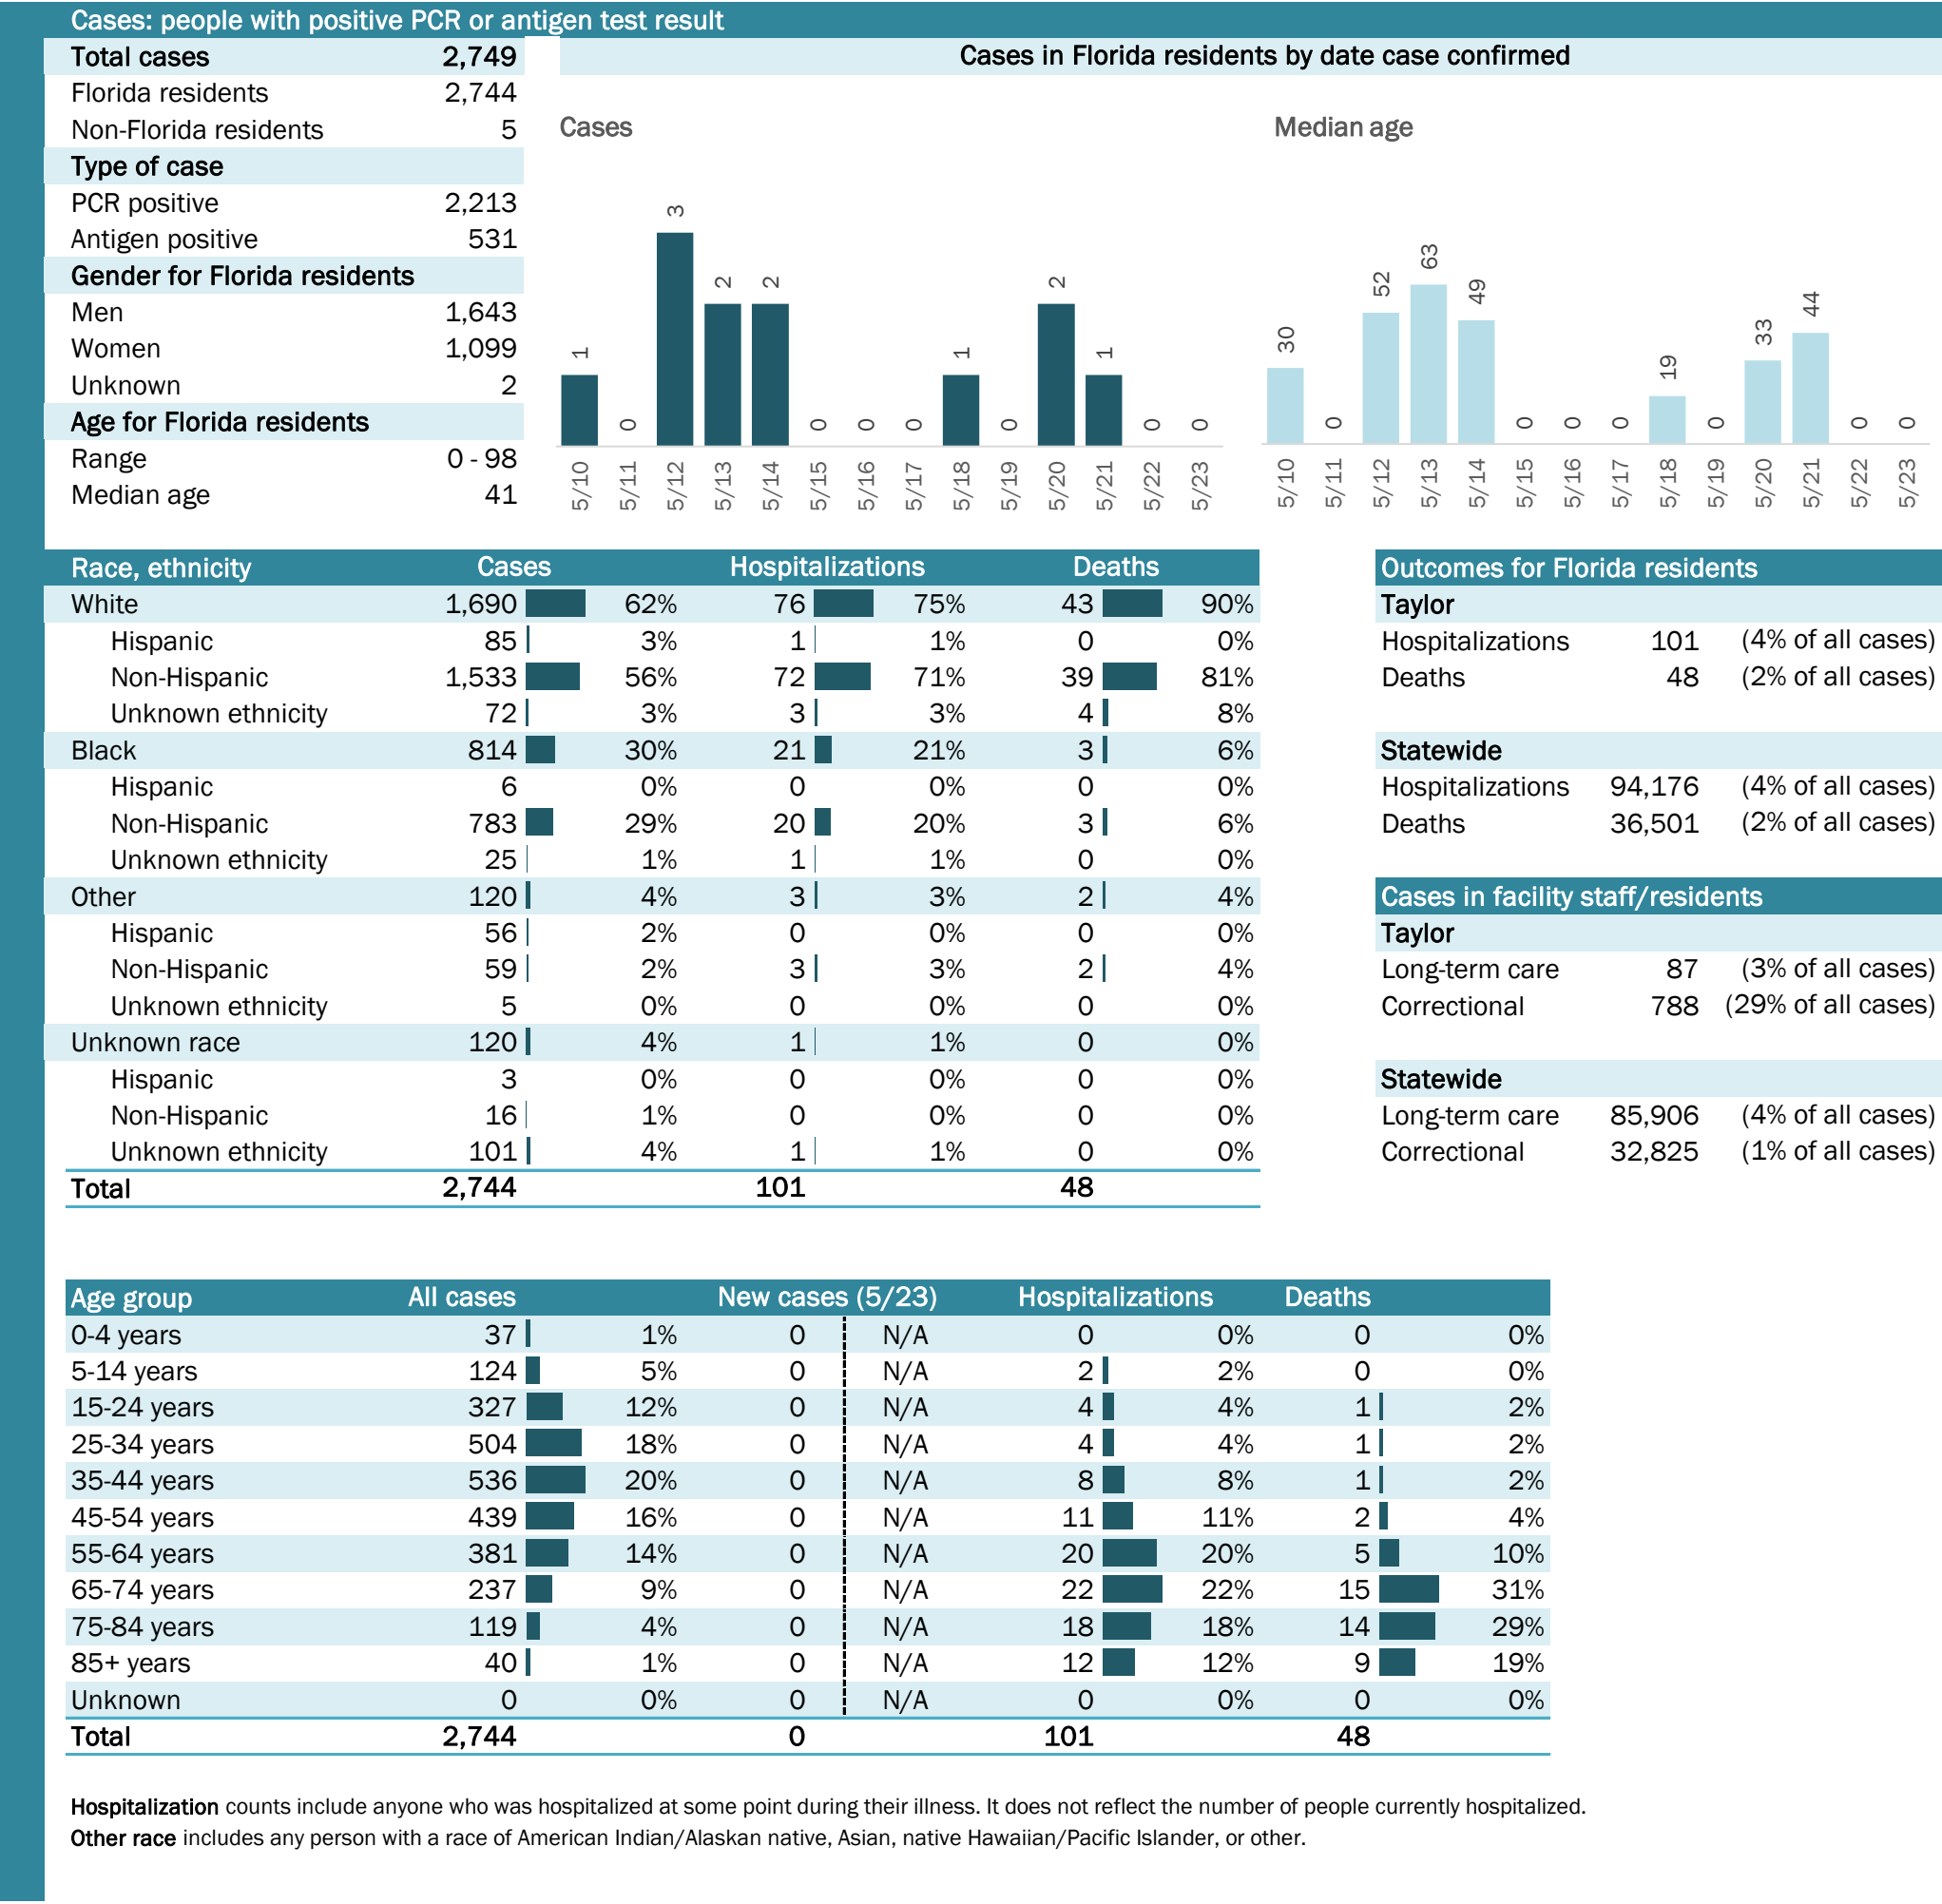 Cases: people with positive PCR or antigen test result
Total cases 2,749
Florida residents 2,744
Non-Florida residents 5
Type of case
PCR positive 2,213
Antigen positive 531
Gender for Florida residents
Men 1,643
Women 1,099
Unknown 2
Age for Florida residents
Range 0 - 98
Median age 41
Cases in Florida residents by date case confirmed
Cases
1 0 3 2 2 0 0 0 1 0 2 1 0 0
5/10 5/11 5/12 5/13 5/14 5/15 5/16 5/17 5/18 5/19 5/20 5/21 5/22 5/23
Median age
30 0 52 63 49 0 0 0 19 0 33 44 0 0
5/10 5/11 5/12 5/13 5/14 5/15 5/16 5/17 5/18 5/19 5/20 5/21 5/22 5/23
Race, ethnicity Cases Hospitalizations Deaths
White 1,690 62% 76 75% 43 90%
Hispanic 85 3% 1 1% 0 0%
Non-Hispanic 1,533 56% 72 71% 39 81%
Unknown ethnicity 72 3% 3 3% 4 8%
Black 814 30% 21 21% 3 6%
Hispanic 6 0% 0 0% 0 0%
Non-Hispanic 783 29% 20 20% 3 6%
Unknown ethnicity 25 1% 1 1% 0 0%
Other 120 4% 3 3% 2 4%
Hispanic 56 2% 0 0% 0 0%
Non-Hispanic 59 2% 3 3% 2 4%
Unknown ethnicity 5 0% 0 0% 0 0%
Unknown race 120 4% 1 1% 0 0%
Hispanic 3 0% 0 0% 0 0%
Non-Hispanic 16 1% 0 0% 0 0%
Unknown ethnicity 101 4% 1 1% 0 0%
Total 2,744 101 48
Outcomes for Florida residents
Taylor
Hospitalizations 101 (4% of all cases)
Deaths 48 (2% of all cases)
Statewide
Hospitalizations 94,176 (4% of all cases)
Deaths 36,501 (2% of all cases)
Cases in facility staff/residents
Taylor
Long-term care 87 (3% of all cases)
Correctional 788 (29% of all cases)
Statewide
Long-term care 85,906 (4% of all cases)
Correctional 32,825 (1% of all cases)
Age group All cases New cases (5/23) Hospitalizations Deaths
0-4 years 37 1% 0 N/A 0 0% 0 0%
5-14 years 124 5% 0 N/A 2 2% 0 0%
15-24 years 327 12% 0 N/A 4 4% 1 2%
25-34 years 504 18% 0 N/A 4 4% 1 2%
35-44 years 536 20% 0 N/A 8 8% 1 2%
45-54 years 439 16% 0 N/A 11 11% 2 4%
55-64 years 381 14% 0 N/A 20 20% 5 10%
65-74 years 237 9% 0 N/A 22 22% 15 31%
75-84 years 119 4% 0 N/A 18 18% 14 29%
85+ years 40 1% 0 N/A 12 12% 9 19%
Unknown 0 0% 0 N/A 0 0% 0 0%
Total 2,744 0 101 48
Hospitalization counts include anyone who was hospitalized at some point during their illness. It does not reflect the number of people currently hospitalized.
Other race includes any person with a race of American Indian/Alaskan native, Asian, native Hawaiian/Pacific Islander, or other.